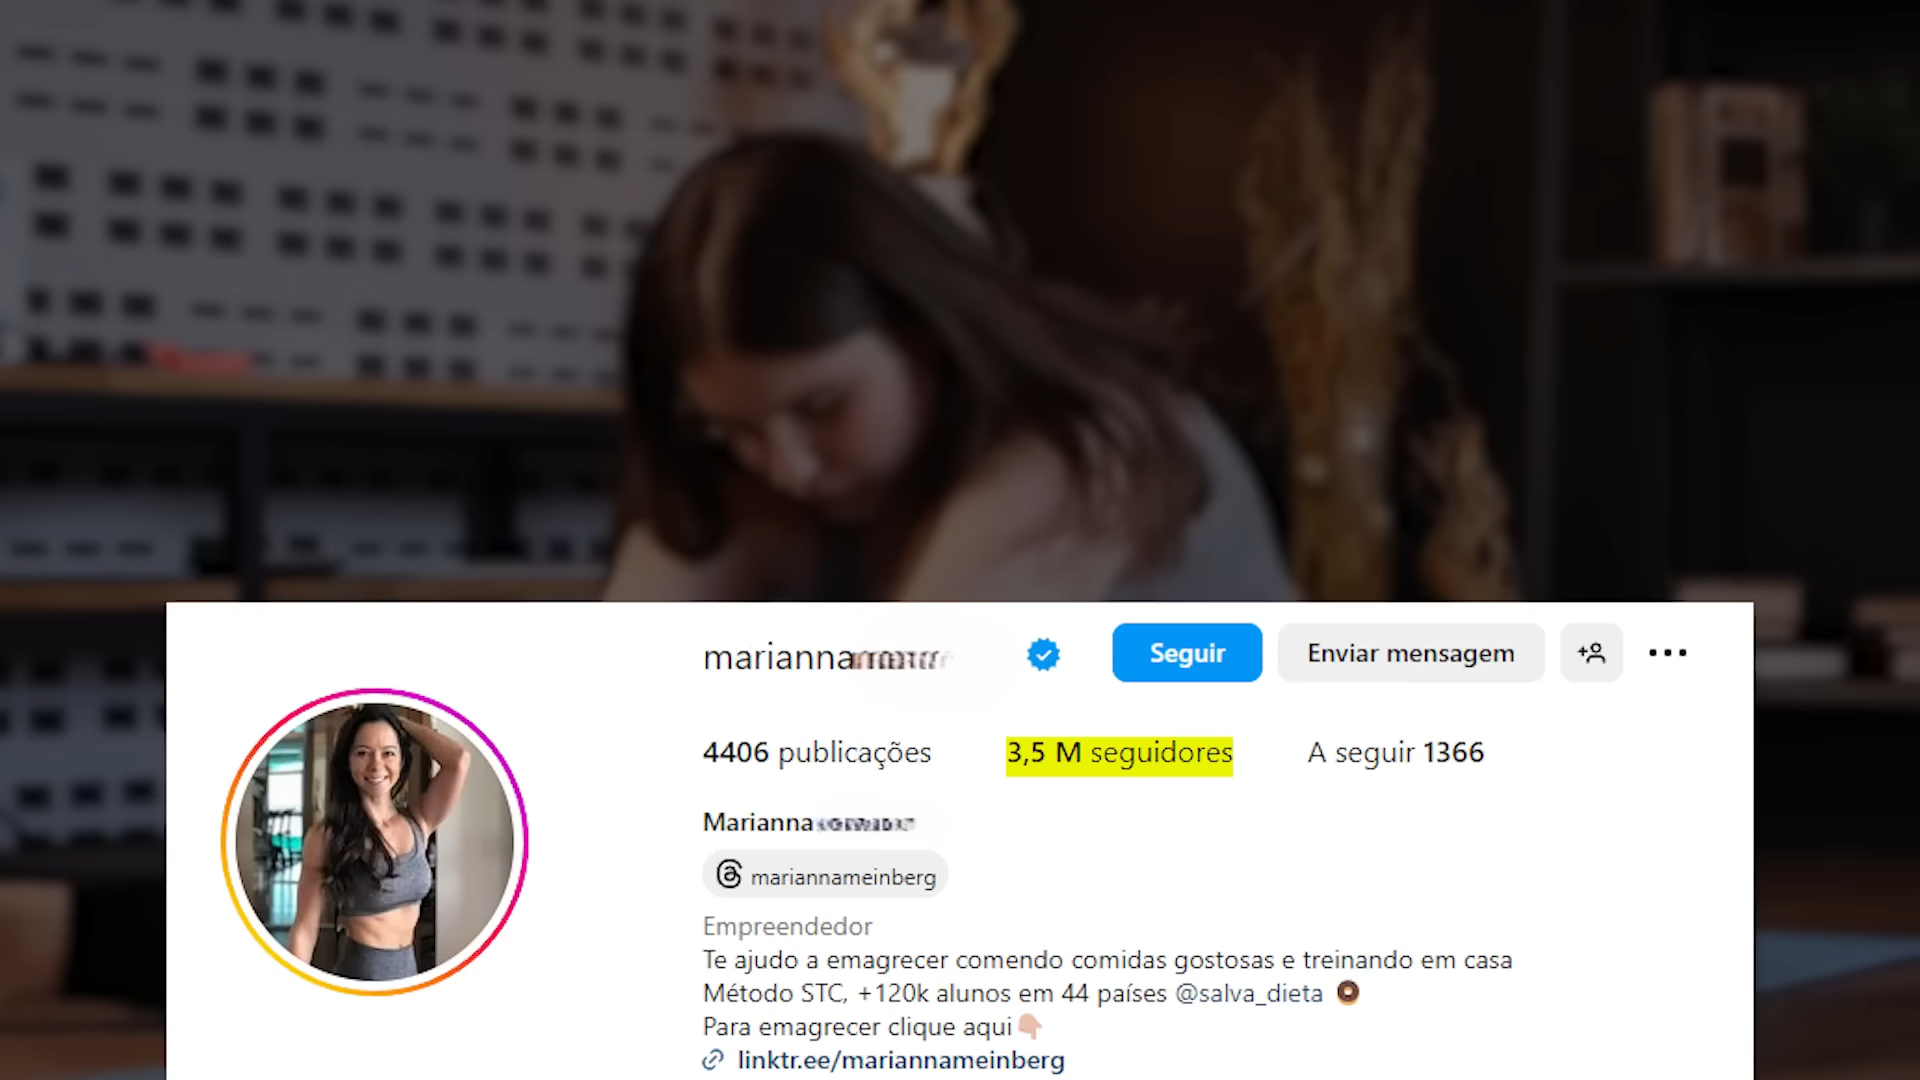 marianna
Seguir
Enviar mensagem
4406 publicações
3,5 M seguidores
A seguir 1366
Marianna
mariannameinberg
Empreendedor
Te ajudo a emagrecer comendo comidas gostosas e treinando em casa
Método STC, +120k alunos em 44 países @salva_dieta 🍩
Para emagrecer clique aqui👇🏻
linktr.ee/mariannameinberg